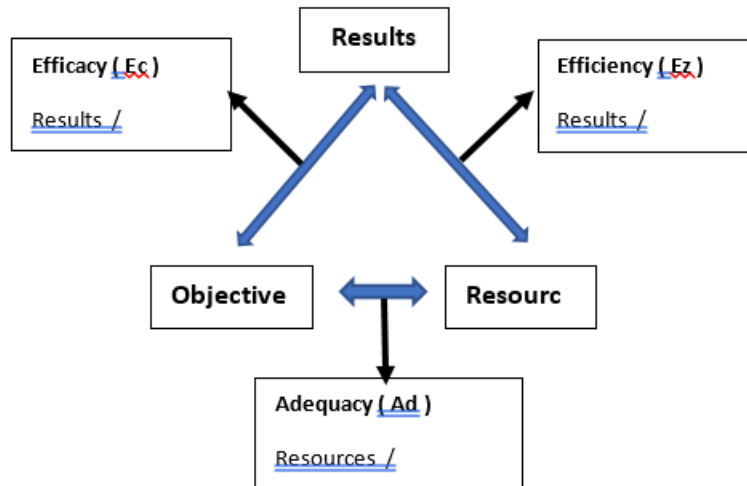 Results
Efficacy ( Ec )
Results /
Efficiency ( Ez )
Results /
Objective
Resourc
Adequacy ( Ad )
Resources /